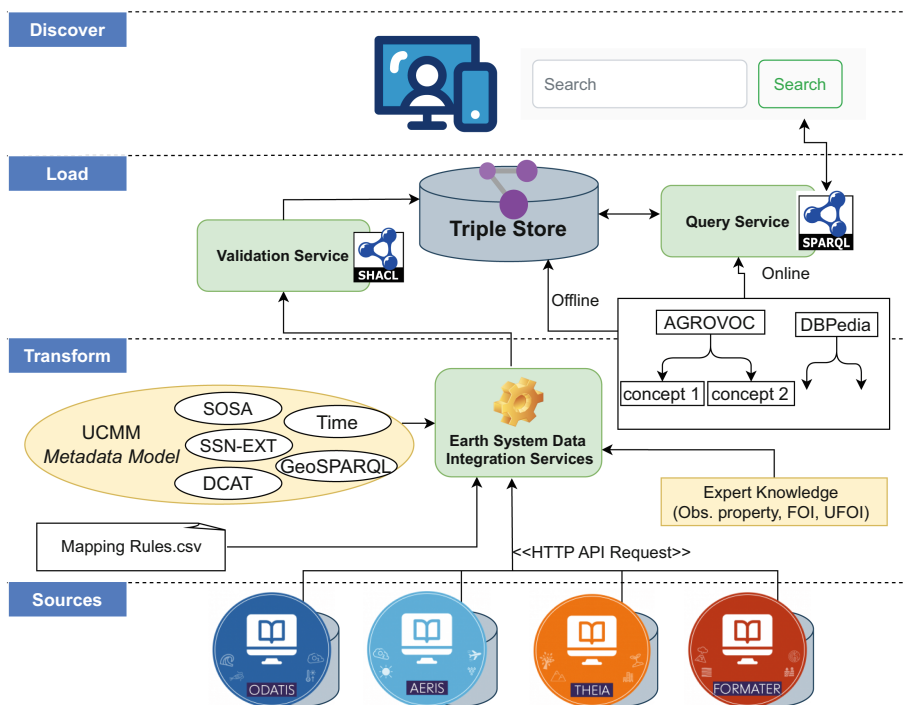 Discover
Search
Search
Load
Triple Store
Query Service
SPARQL
Validation Service
SHACL
Online
Offline
AGROVOC
DBPedia
concept 1
concept 2
Transform
UCMM
Metadata Model
SOSA
SSN-EXT
DCAT
Time
GeoSPARQL
Earth System Data
Integration Services
Expert Knowledge
(Obs. property, FOI, UFOI)
Mapping Rules.csv
<<HTTP API Request>>
Sources
ODATIS
AERIS
THEIA
FORMATER